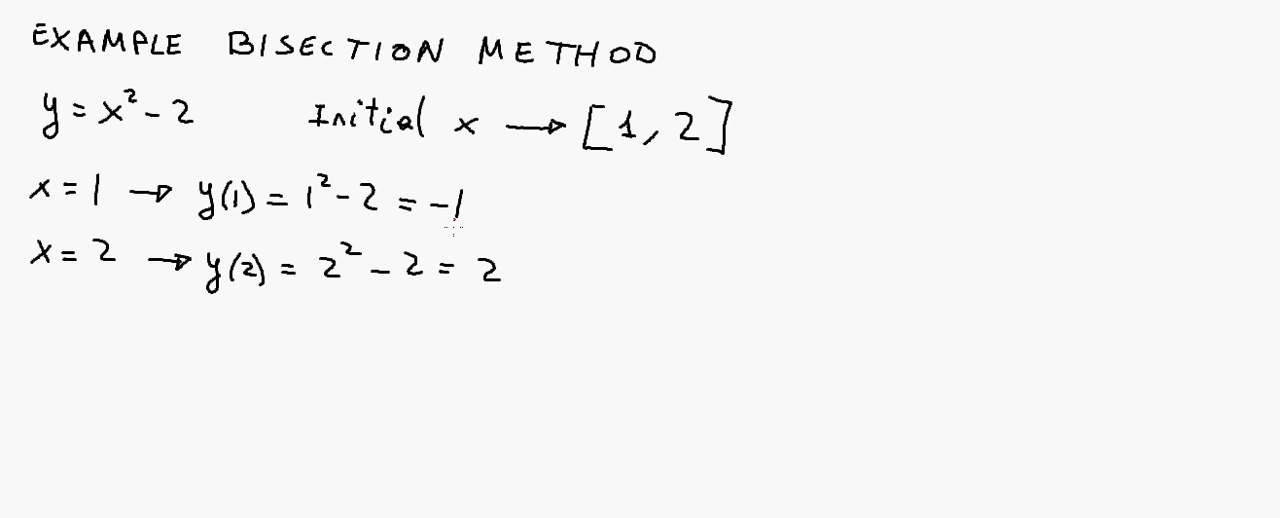 EXAMPLE BISECTION METHOD
y = x² - 2 Initial x → [1, 2]
x = 1 → y(1) = 1² - 2 = -1
x = 2 → y(2) = 2² - 2 = 2